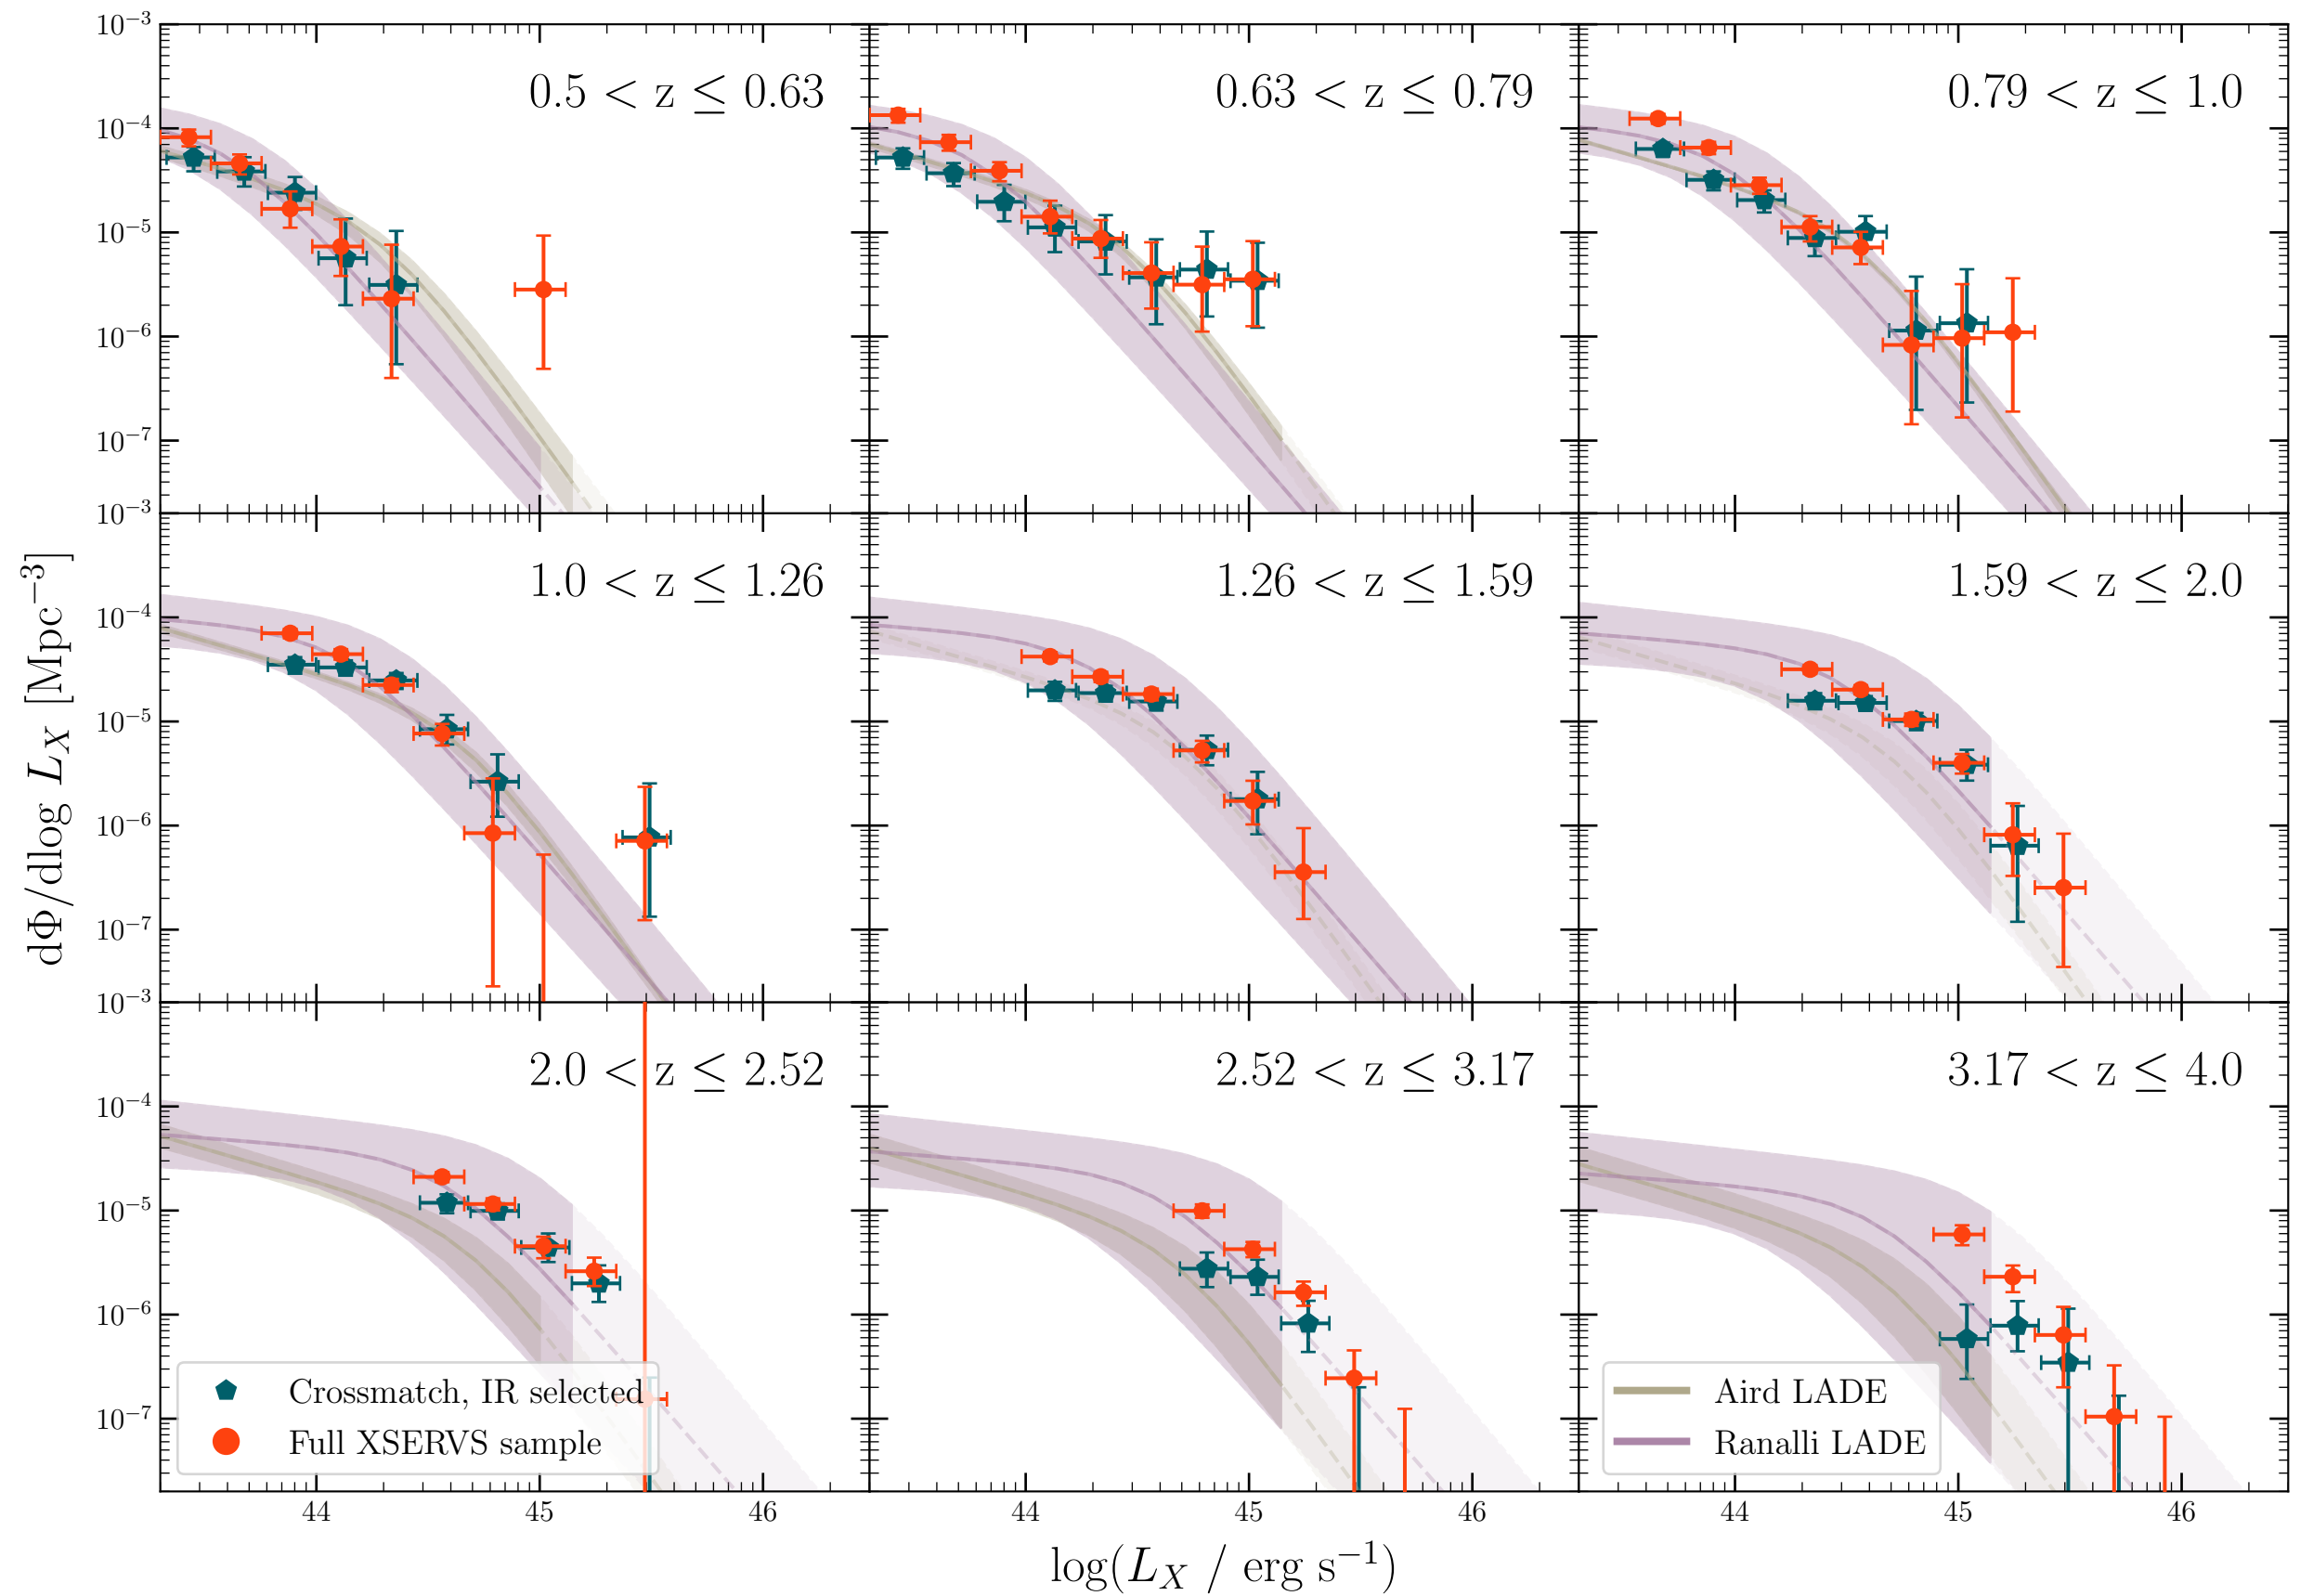 10⁻³
0.5 < z ≤ 0.63
0.63 < z ≤ 0.79
0.79 < z ≤ 1.0
10⁻⁴
10⁻⁵
10⁻⁶
10⁻⁷
10⁻³
1.0 < z ≤ 1.26
1.26 < z ≤ 1.59
1.59 < z ≤ 2.0
10⁻⁴
10⁻⁵
10⁻⁶
10⁻⁷
dΦ/dlog L_X [Mpc⁻³]
10⁻³
2.0 < z ≤ 2.52
2.52 < z ≤ 3.17
3.17 < z ≤ 4.0
10⁻⁴
10⁻⁵
10⁻⁶
10⁻⁷
Crossmatch, IR selected
Full XSERVS sample
Aird LADE
Ranalli LADE
44 45 46 44 45 46 44 45 46
log(L_X / erg s⁻¹)